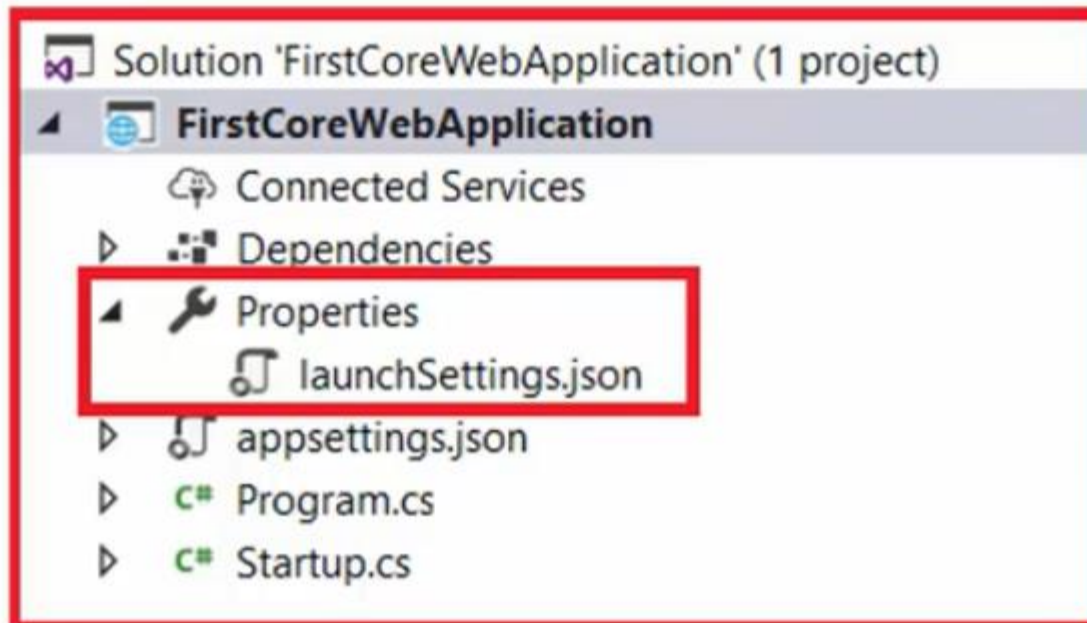 Solution 'FirstCoreWebApplication' (1 project)
FirstCoreWebApplication
Connected Services
Dependencies
Properties
launchSettings.json
appsettings.json
C# Program.cs
C# Startup.cs